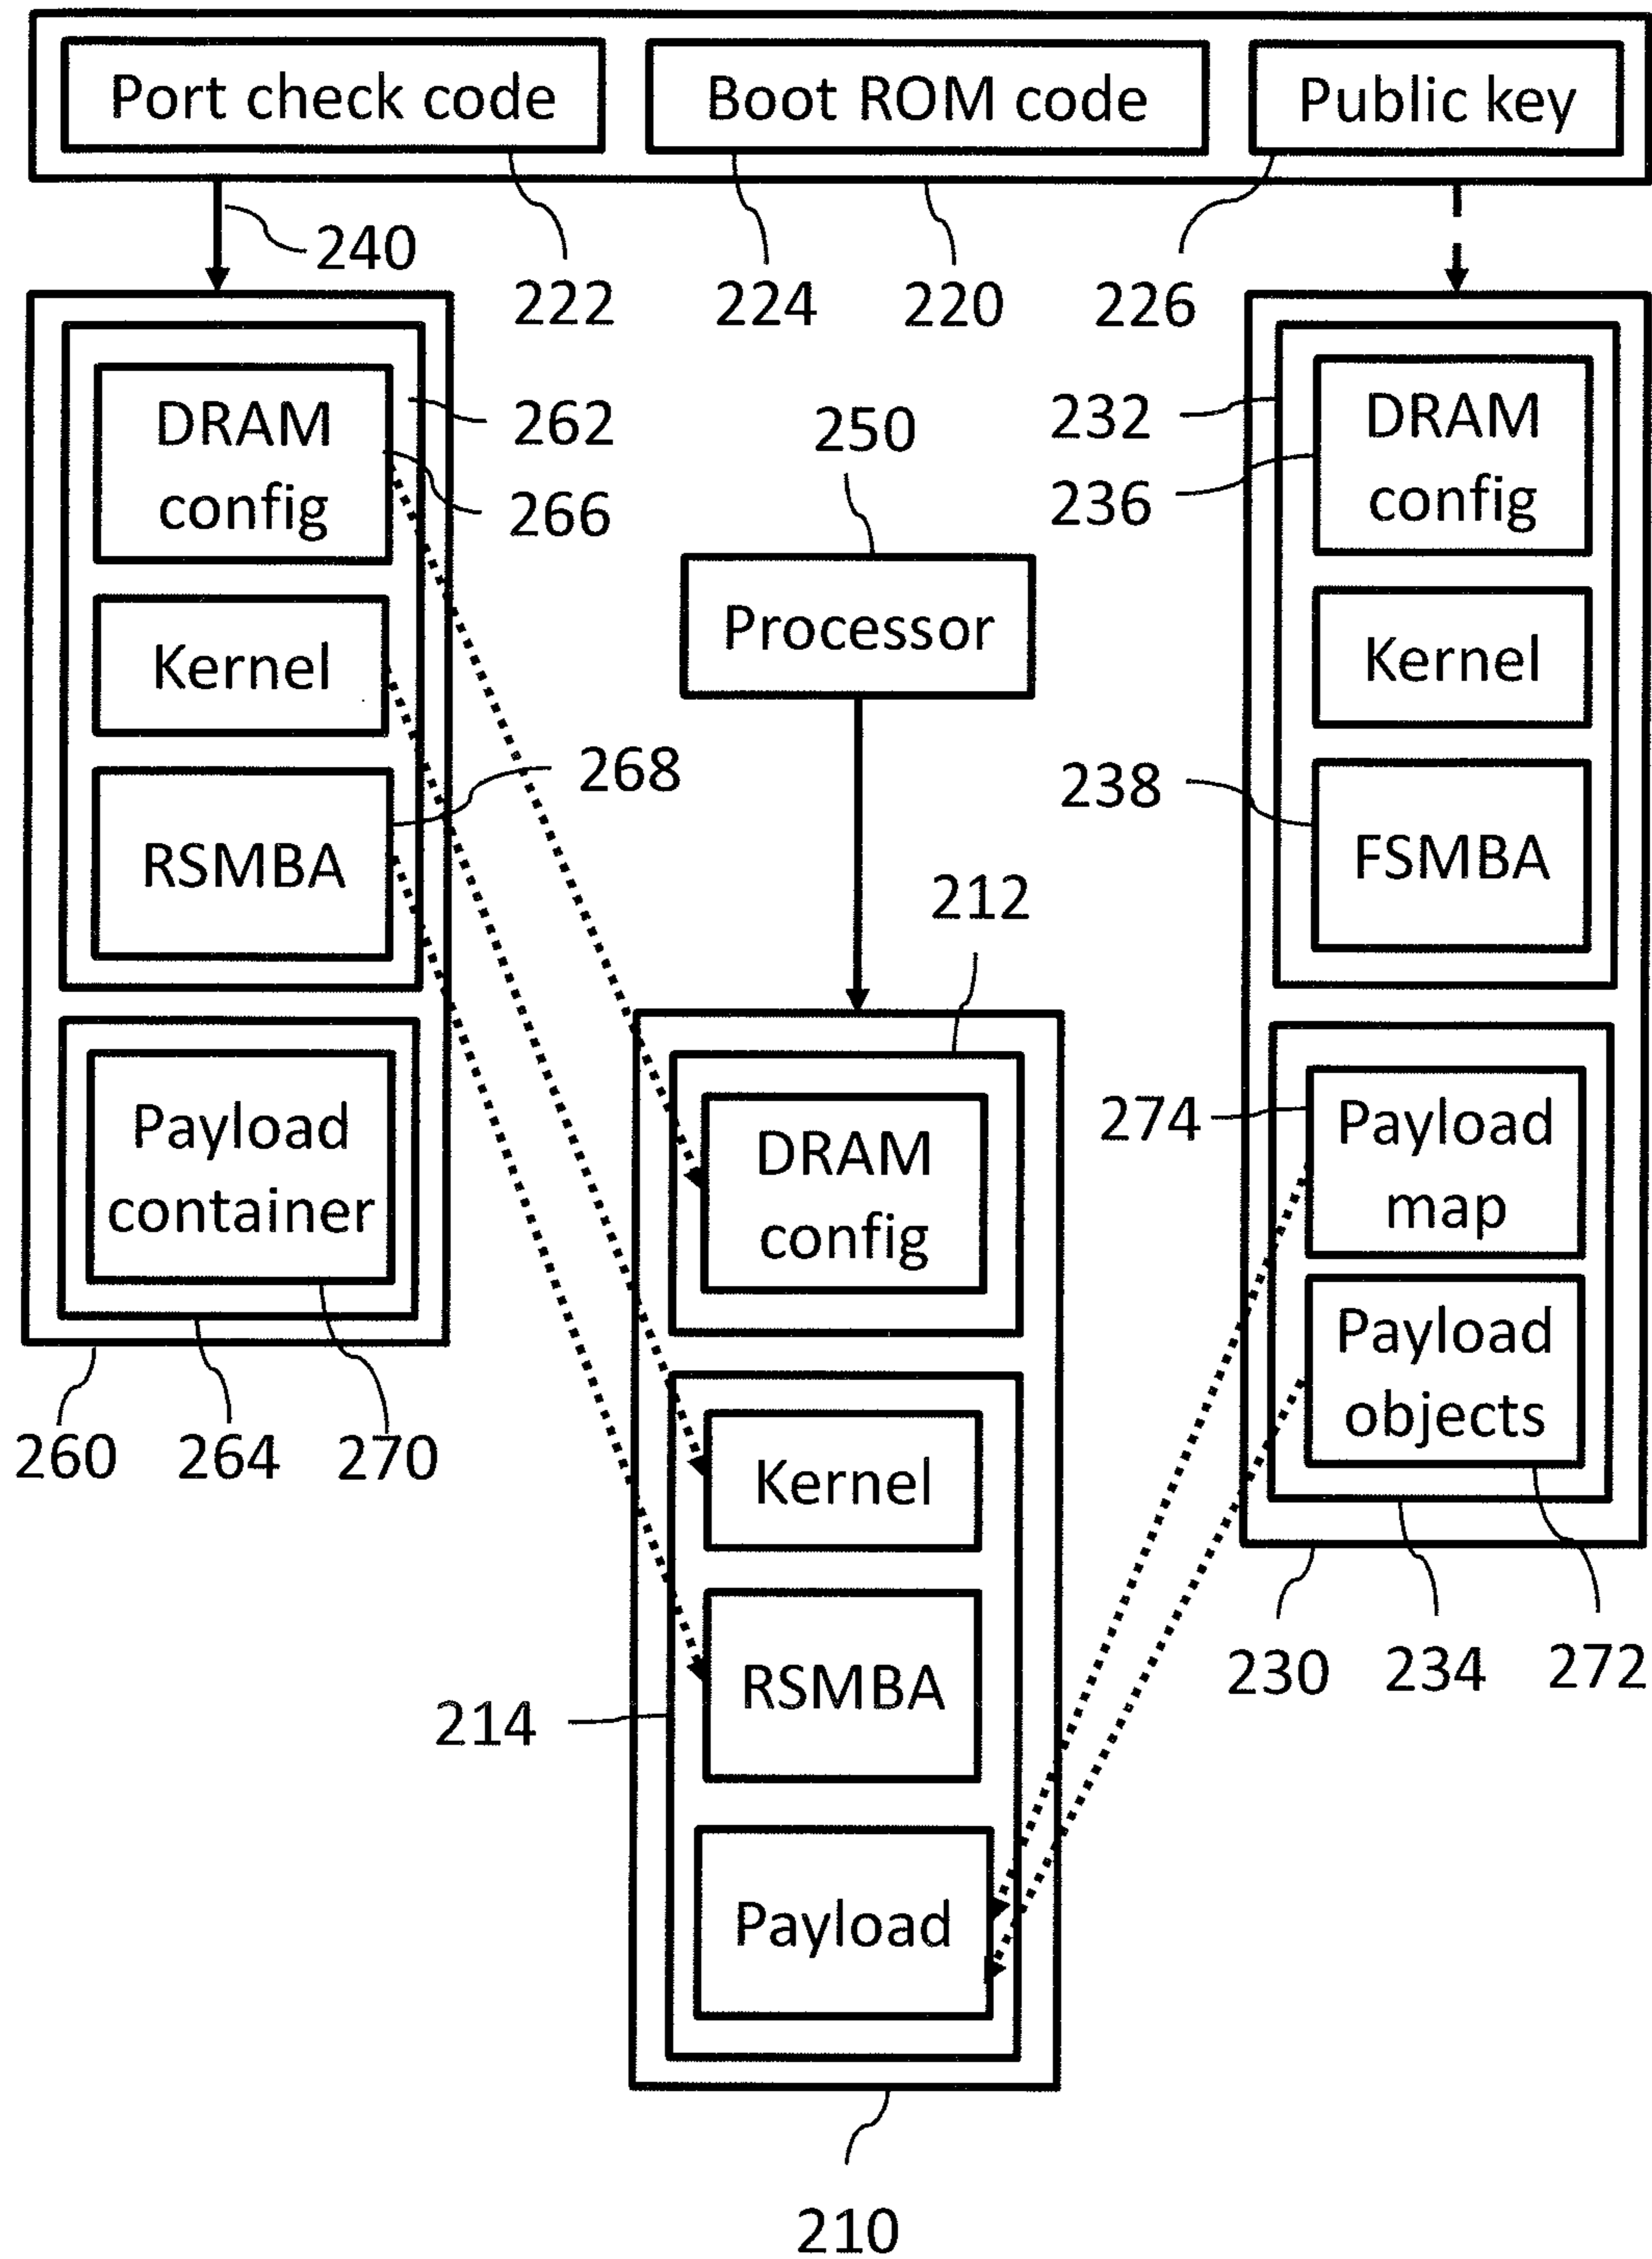 Port check code
Boot ROM code
Public key
240
222
224
220
226
DRAM
config
262
266
Kernel
268
RSMBA
Payload
container
260
264
270
250
Processor
212
DRAM
config
Kernel
214
RSMBA
Payload
210
232
236
DRAM
config
Kernel
238
FSMBA
274
Payload
map
Payload
objects
230
234
272